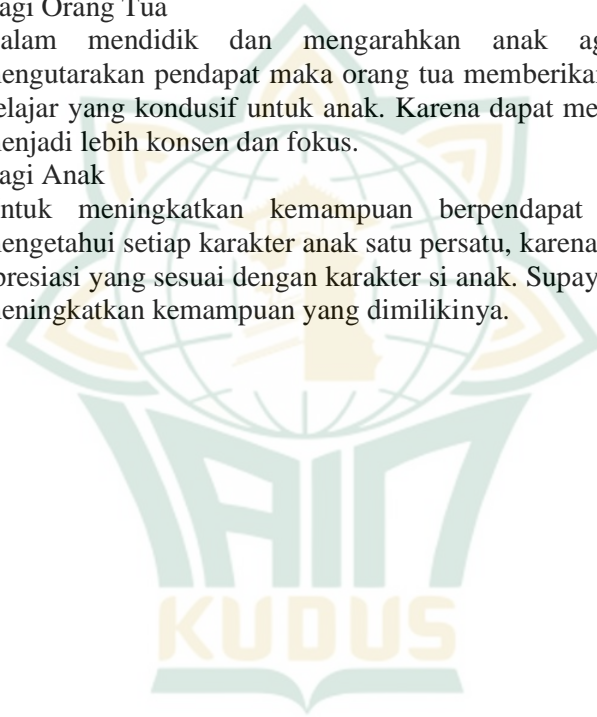 agi Orang Tua
alam mendidik dan mengarahkan anak ag
engutarakan pendapat maka orang tua memberikan
elajar yang kondusif untuk anak. Karena dapat me
enjadi lebih konsen dan fokus.
agi Anak
ntuk meningkatkan kemampuan berpendapat
engetahui setiap karakter anak satu persatu, karena
presiasi yang sesuai dengan karakter si anak. Supay
eningkatkan kemampuan yang dimilikinya.
IAIN
KUDUS